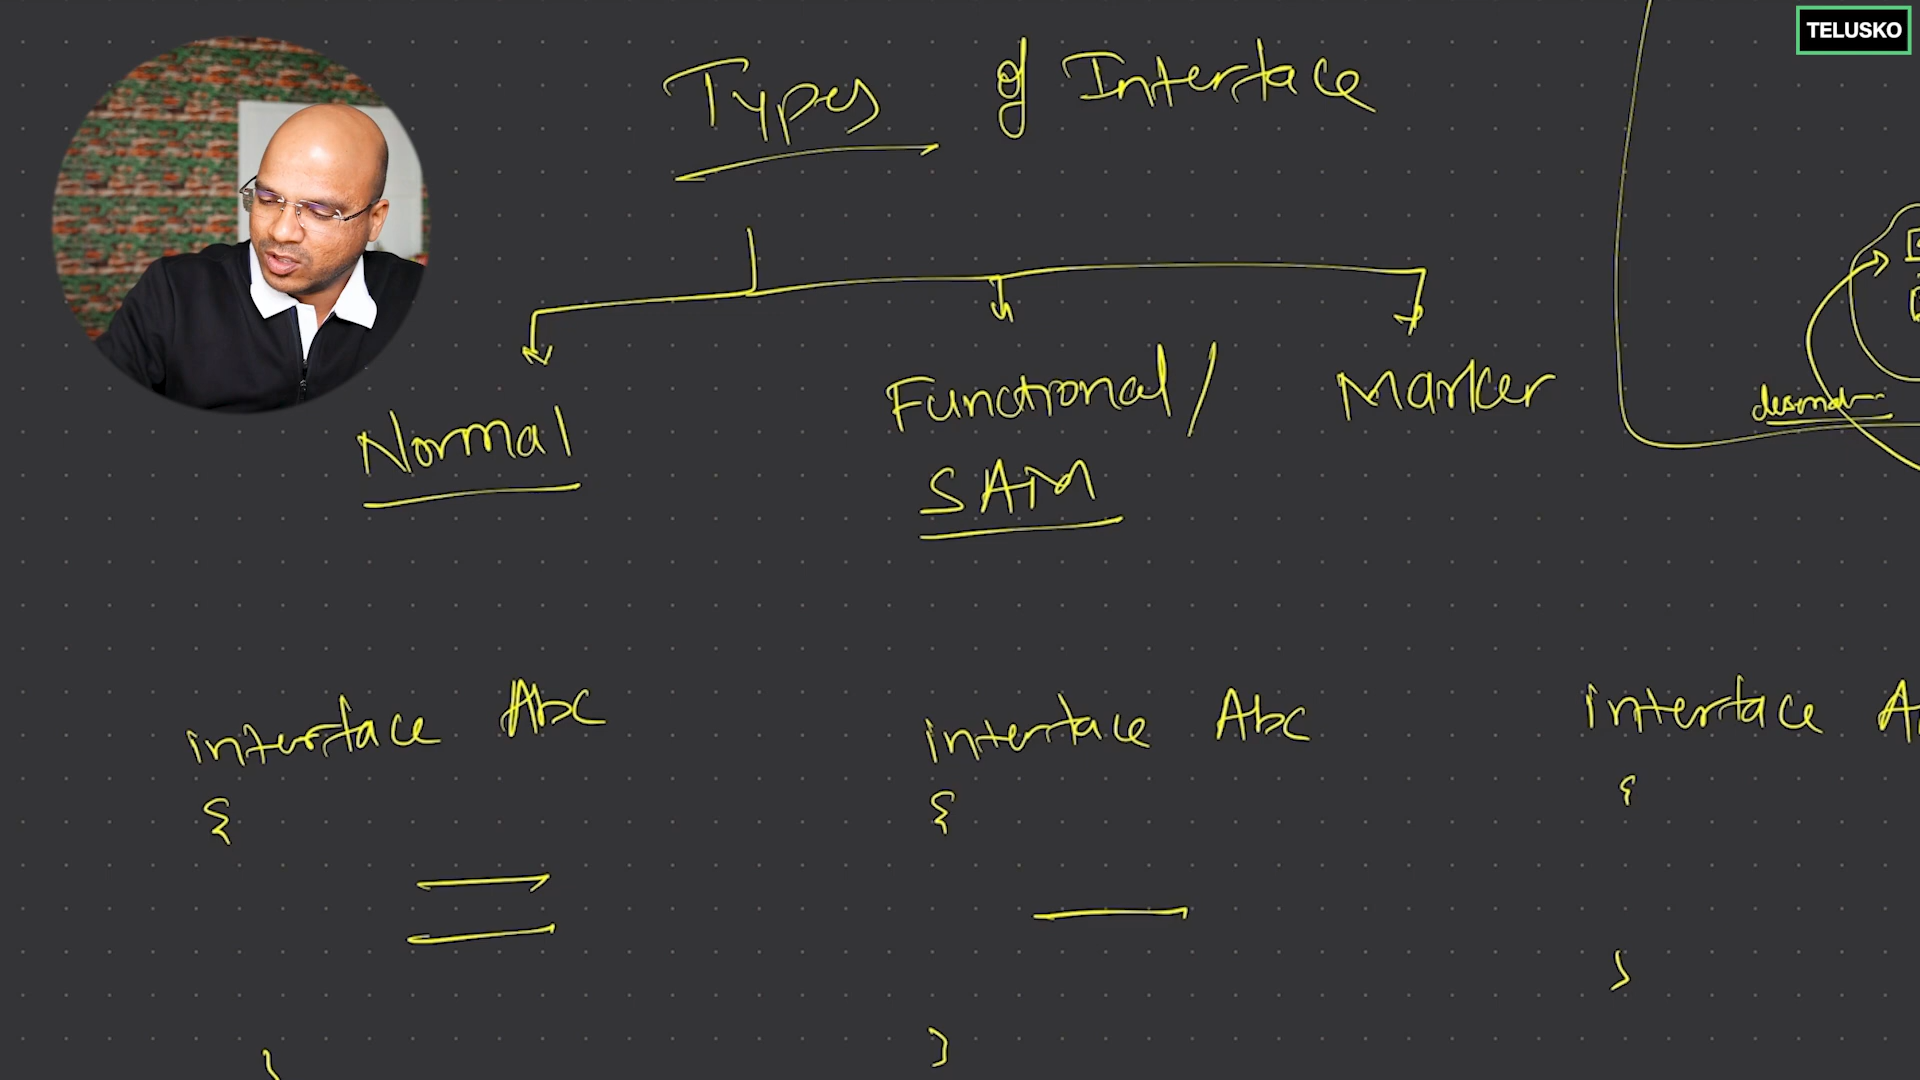 TELUSKO
Types of Interface
Normal
Functional/
SAM
Marker
interface Abc
{
}
interface Abc
{
}
interface A
{
}